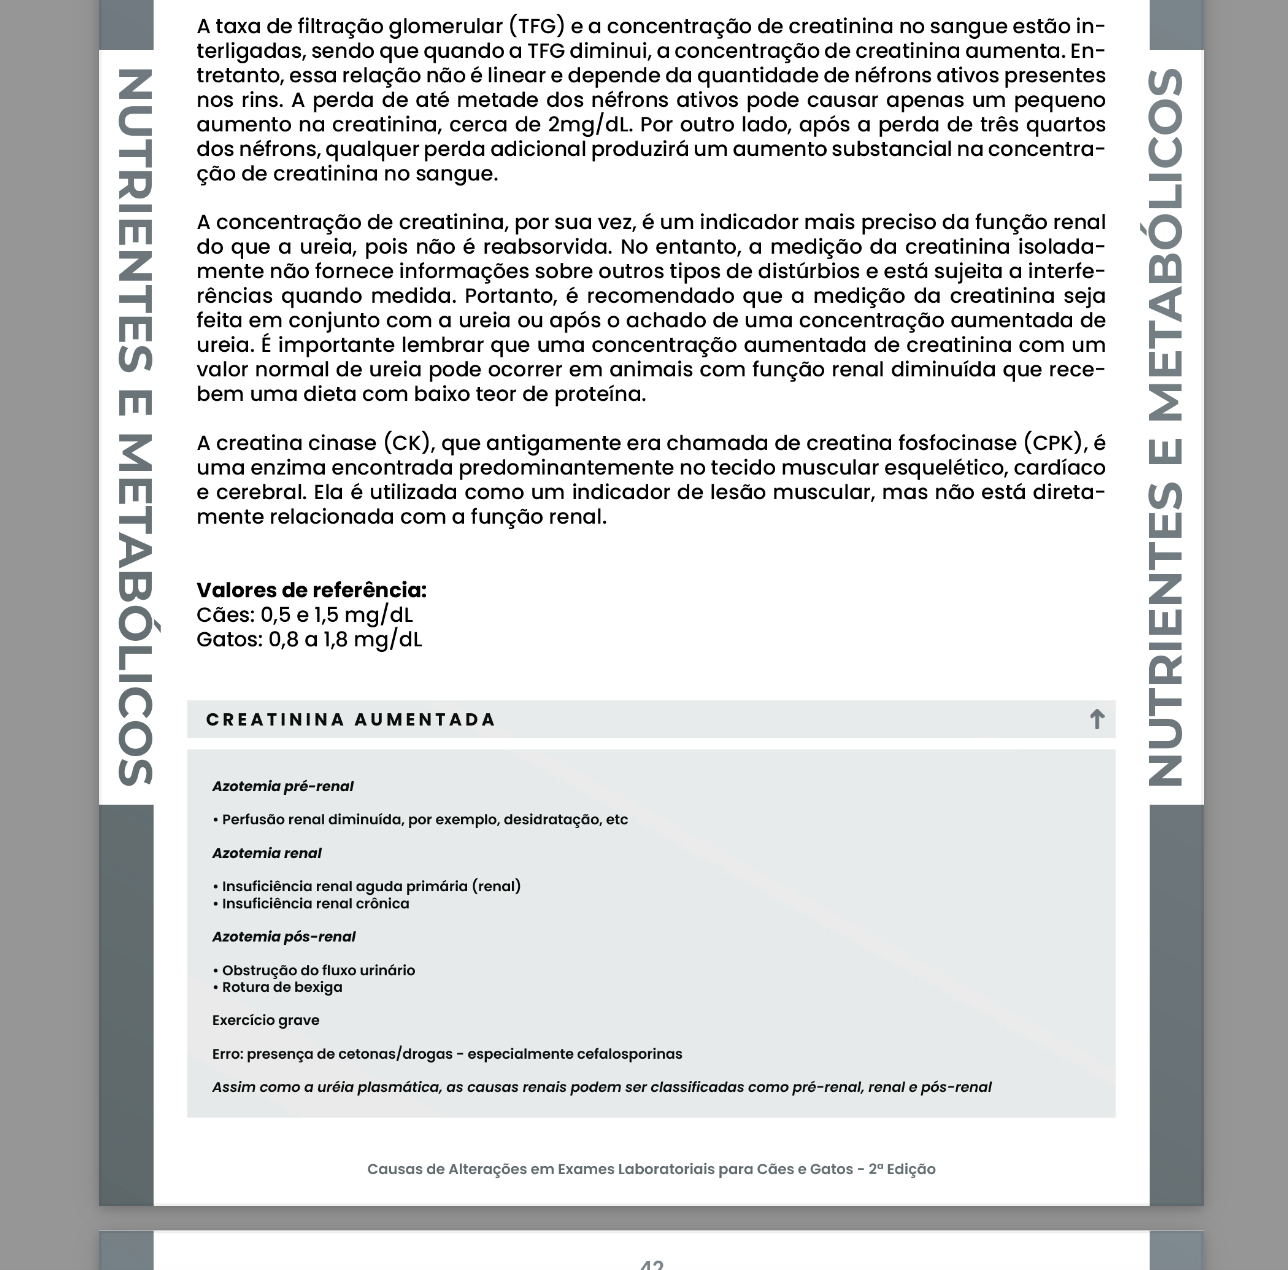 A taxa de filtração glomerular (TFG) e a concentração de creatinina no sangue estão in-
terligadas, sendo que quando a TFG diminui, a concentração de creatinina aumenta. En-
tretanto, essa relação não é linear e depende da quantidade de néfrons ativos presentes
nos rins. A perda de até metade dos néfrons ativos pode causar apenas um pequeno
aumento na creatinina, cerca de 2mg/dL. Por outro lado, após a perda de três quartos
dos néfrons, qualquer perda adicional produzirá um aumento substancial na concentra-
ção de creatinina no sangue.
A concentração de creatinina, por sua vez, é um indicador mais preciso da função renal
do que a ureia, pois não é reabsorvida. No entanto, a medição da creatinina isolada-
mente não fornece informações sobre outros tipos de distúrbios e está sujeita a interfe-
rências quando medida. Portanto, é recomendado que a medição da creatinina seja
feita em conjunto com a ureia ou após o achado de uma concentração aumentada de
ureia. É importante lembrar que uma concentração aumentada de creatinina com um
valor normal de ureia pode ocorrer em animais com função renal diminuída que rece-
bem uma dieta com baixo teor de proteína.
A creatina cinase (CK), que antigamente era chamada de creatina fosfocinase (CPK), é
uma enzima encontrada predominantemente no tecido muscular esquelético, cardíaco
e cerebral. Ela é utilizada como um indicador de lesão muscular, mas não está direta-
mente relacionada com a função renal.
Valores de referência:
Cães: 0,5 e 1,5 mg/dL
Gatos: 0,8 a 1,8 mg/dL
CREATININA AUMENTADA ↑
Azotemia pré-renal
• Perfusão renal diminuída, por exemplo, desidratação, etc
Azotemia renal
• Insuficiência renal aguda primária (renal)
• Insuficiência renal crônica
Azotemia pós-renal
• Obstrução do fluxo urinário
• Rotura de bexiga
Exercício grave
Erro: presença de cetonas/drogas - especialmente cefalosporinas
Assim como a uréia plasmática, as causas renais podem ser classificadas como pré-renal, renal e pós-renal
Causas de Alterações em Exames Laboratoriais para Cães e Gatos - 2ª Edição
NUTRIENTES E METABÓLICOS
NUTRIENTES E METABÓLICOS
42